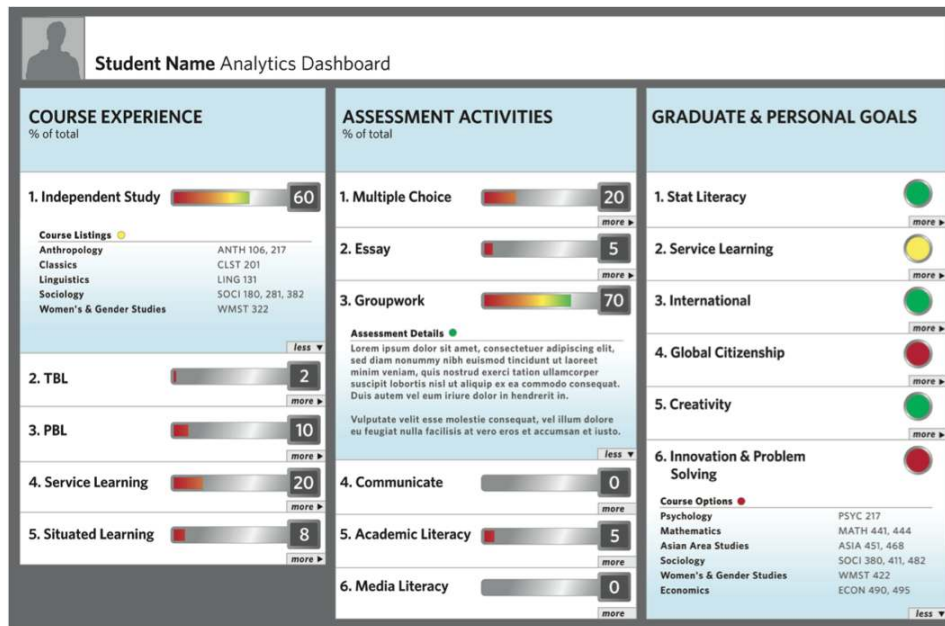 Student Name Analytics Dashboard
COURSE EXPERIENCE
% of total
1. Independent Study 60
Course Listings
Anthropology ANTH 106, 217
Classics CLST 201
Linguistics LING 131
Sociology SOCI 180, 281, 382
Women's & Gender Studies WMST 322
less ▼
2. TBL 2
more ▶
3. PBL 10
more ▶
4. Service Learning 20
more ▶
5. Situated Learning 8
more ▶
ASSESSMENT ACTIVITIES
% of total
1. Multiple Choice 20
more ▶
2. Essay 5
more ▶
3. Groupwork 70
Assessment Details
Lorem ipsum dolor sit amet, consectetuer adipiscing elit,
sed diam nonummy nibh euismod tincidunt ut laoreet
minim veniam, quis nostrud exerci tation ullamcorper
suscipit lobortis nisl ut aliquip ex ea commodo consequat.
Duis autem vel eum iriure dolor in hendrerit in.
Vulputate velit esse molestie consequat, vel illum dolore
eu feugiat nulla facilisis at vero eros et accumsan et iusto.
less ▼
4. Communicate 0
more
5. Academic Literacy 5
more
6. Media Literacy 0
more
GRADUATE & PERSONAL GOALS
1. Stat Literacy
more ▶
2. Service Learning
more ▶
3. International
more ▶
4. Global Citizenship
more ▶
5. Creativity
more ▶
6. Innovation & Problem
Solving
Course Options
Psychology PSYC 217
Mathematics MATH 441, 444
Asian Area Studies ASIA 451, 468
Sociology SOCI 380, 411, 482
Women's & Gender Studies WMST 422
Economics ECON 490, 495
less ▼